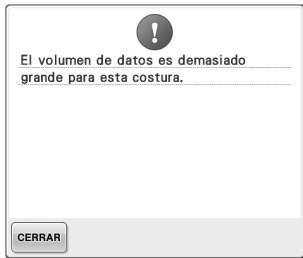 El volumen de datos es demasiado
grande para esta costura.
CERRAR